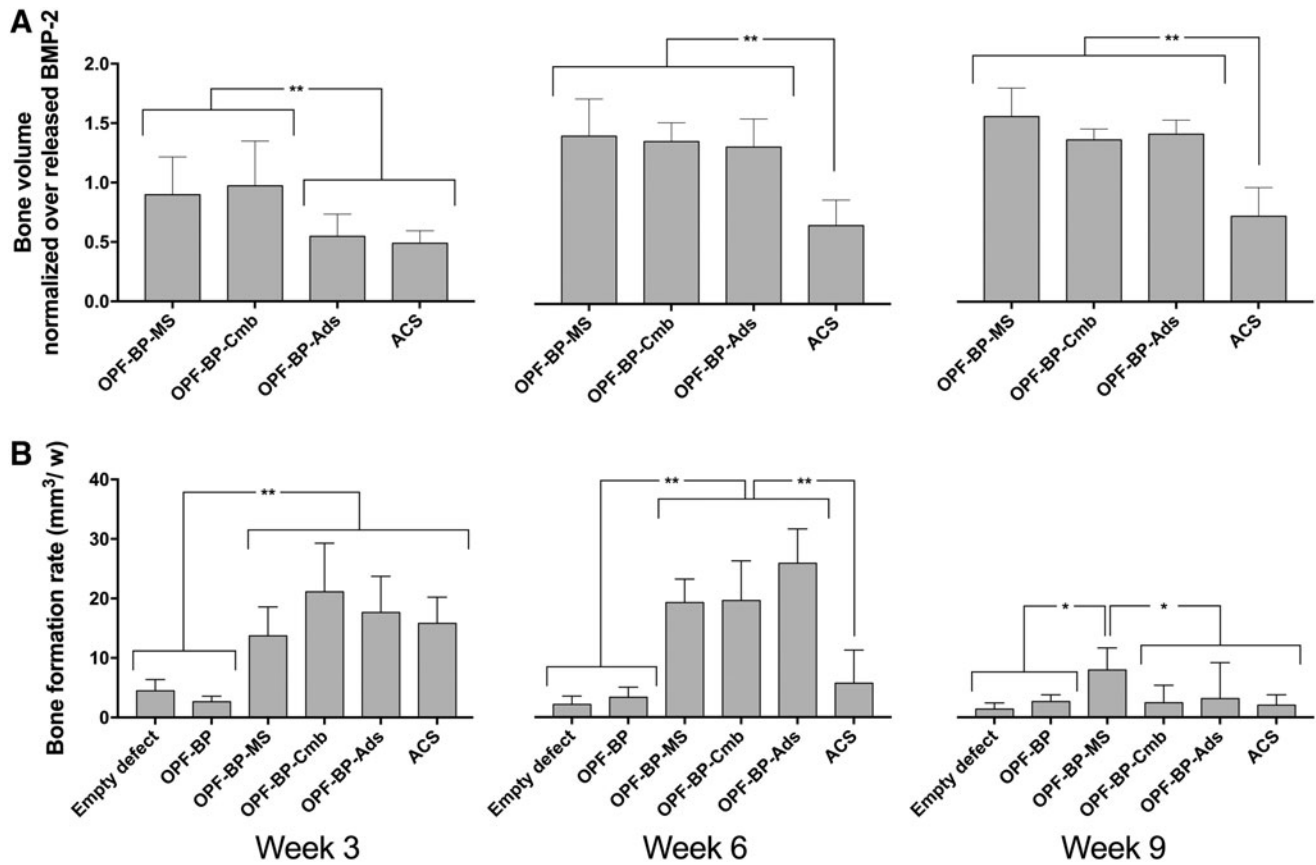 A
Bone volume
normalized over released BMP-2
2.0
1.5
1.0
0.5
0.0
**
OPF-BP-MS
OPF-BP-Cmb
OPF-BP-Ads
ACS
**
OPF-BP-MS
OPF-BP-Cmb
OPF-BP-Ads
ACS
**
OPF-BP-MS
OPF-BP-Cmb
OPF-BP-Ads
ACS
B
Bone formation rate (mm³/ w)
40
30
20
10
0
**
Empty defect
OPF-BP
OPF-BP-MS
OPF-BP-Cmb
OPF-BP-Ads
ACS
Week 3
** **
Empty defect
OPF-BP
OPF-BP-MS
OPF-BP-Cmb
OPF-BP-Ads
ACS
Week 6
* *
Empty defect
OPF-BP
OPF-BP-MS
OPF-BP-Cmb
OPF-BP-Ads
ACS
Week 9